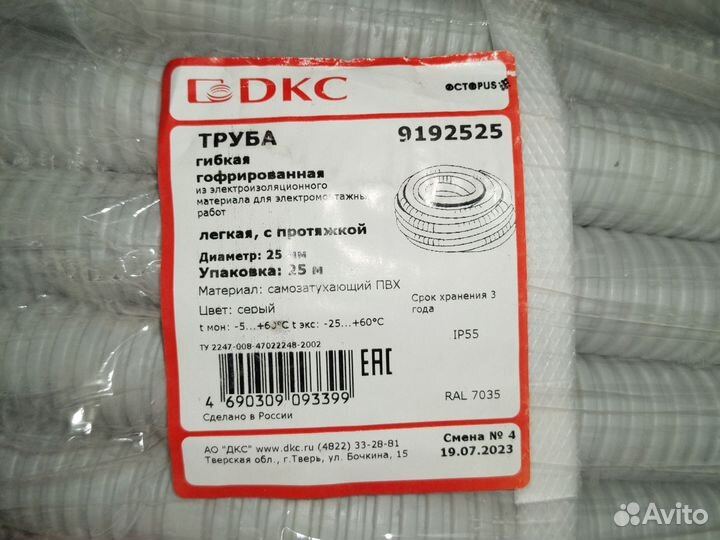 DKC
OCTOPUS
ТРУБА
9192525
гибкая
гофрированная
из электроизоляционного
материала для электромонтажных
работ
легкая, с протяжкой
Диаметр: 25 мм
Упаковка: 25 м
Материал: самозатухающий ПВХ
Цвет: серый
t мон: -5...+60°С t экс: -25...+60°С
Срок хранения 3
года
IP55
ТУ 2247-008-47022248-2002
EAC
4 690309 093399
RAL 7035
Сделано в России
АО "ДКС" www.dkc.ru (4822) 33-28-81
Тверская обл., г.Тверь, ул. Бочкина, 15
Смена № 4
19.07.2023
Avito